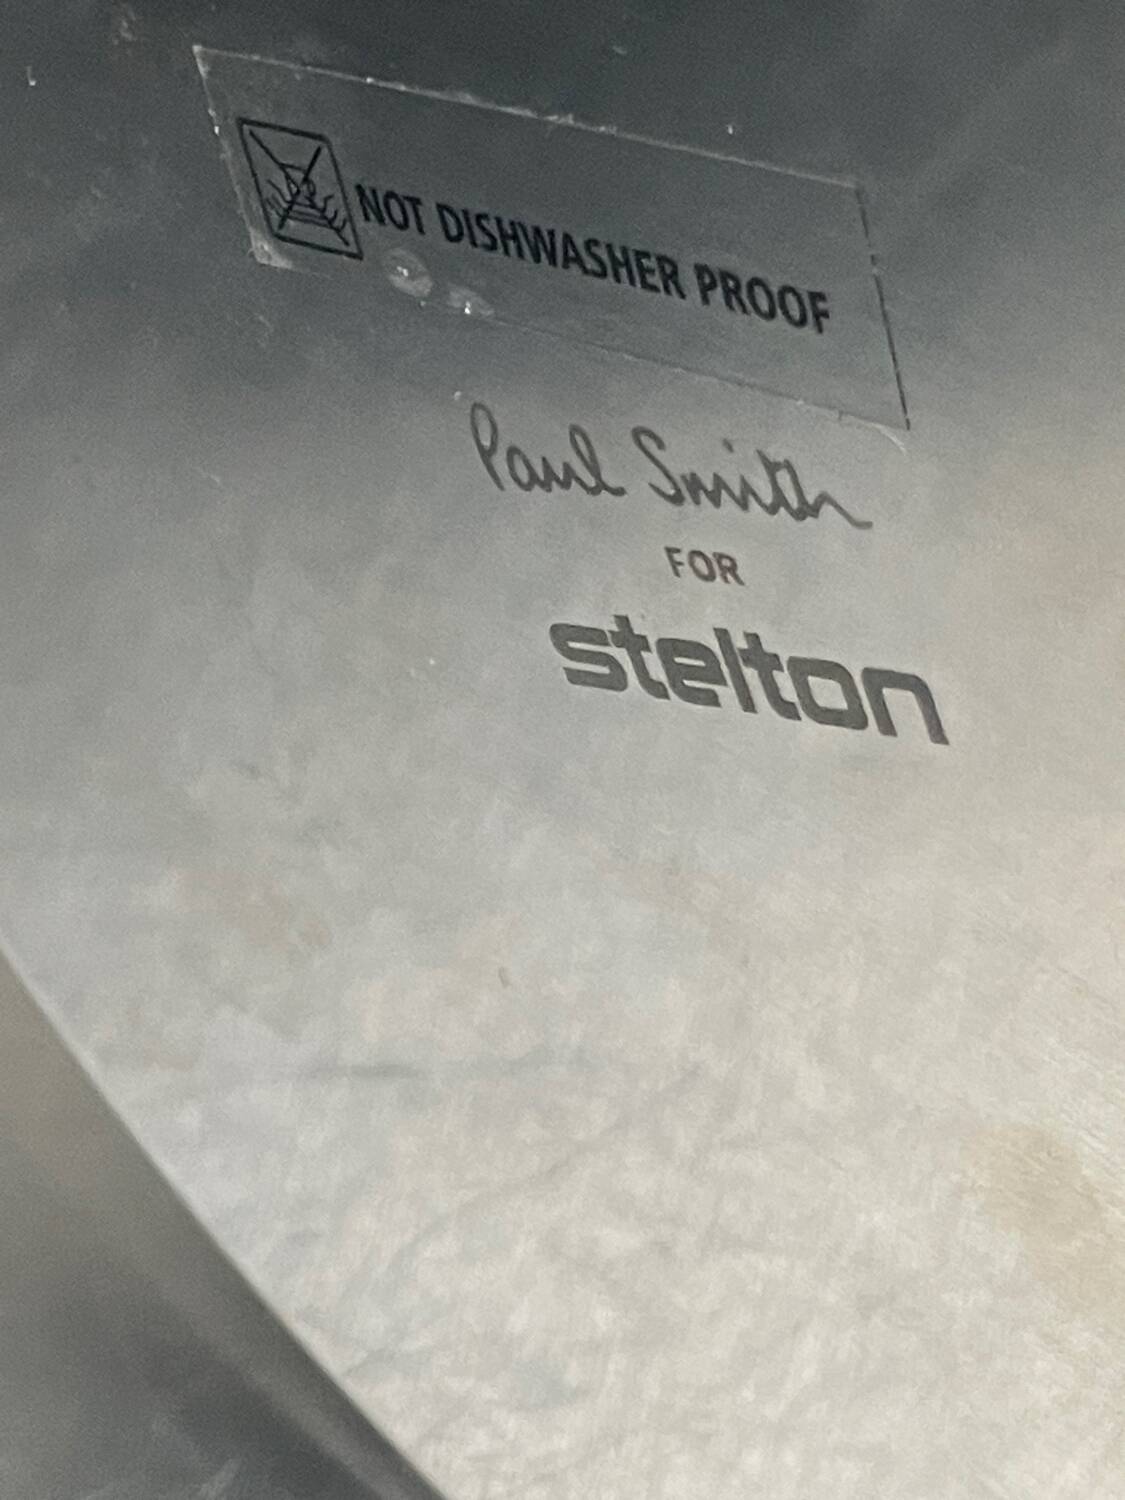 NOT DISHWASHER PROOF
Paul Smith
FOR
stelton